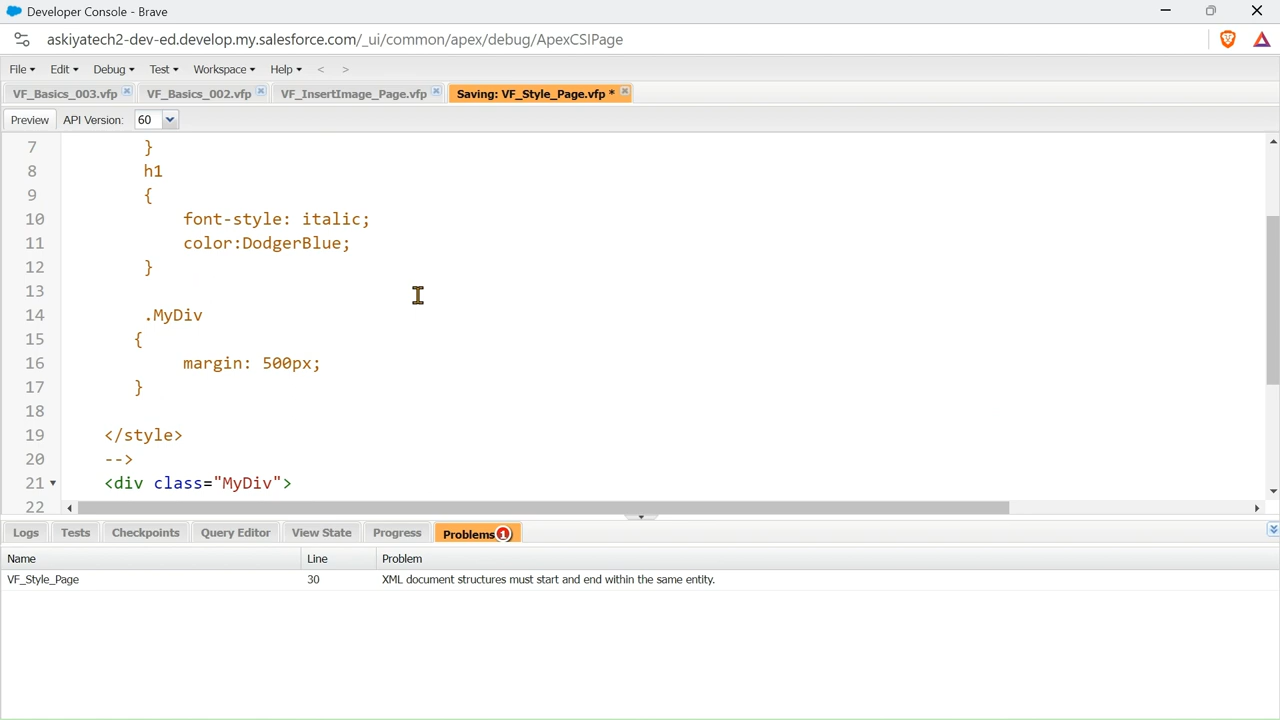 Developer Console - Brave
askiyatech2-dev-ed.develop.my.salesforce.com/_ui/common/apex/debug/ApexCSIPage
File Edit Debug Test Workspace Help < >
VF_Basics_003.vfp VF_Basics_002.vfp VF_InsertImage_Page.vfp Saving: VF_Style_Page.vfp *
Preview API Version: 60
7 }
8 h1
9 {
10 font-style: italic;
11 color:DodgerBlue;
12 }
13
14 .MyDiv
15 {
16 margin: 500px;
17 }
18
19 </style>
20 -->
21 <div class="MyDiv">
22
Logs Tests Checkpoints Query Editor View State Progress Problems 1
Name Line Problem
VF_Style_Page 30 XML document structures must start and end within the same entity.